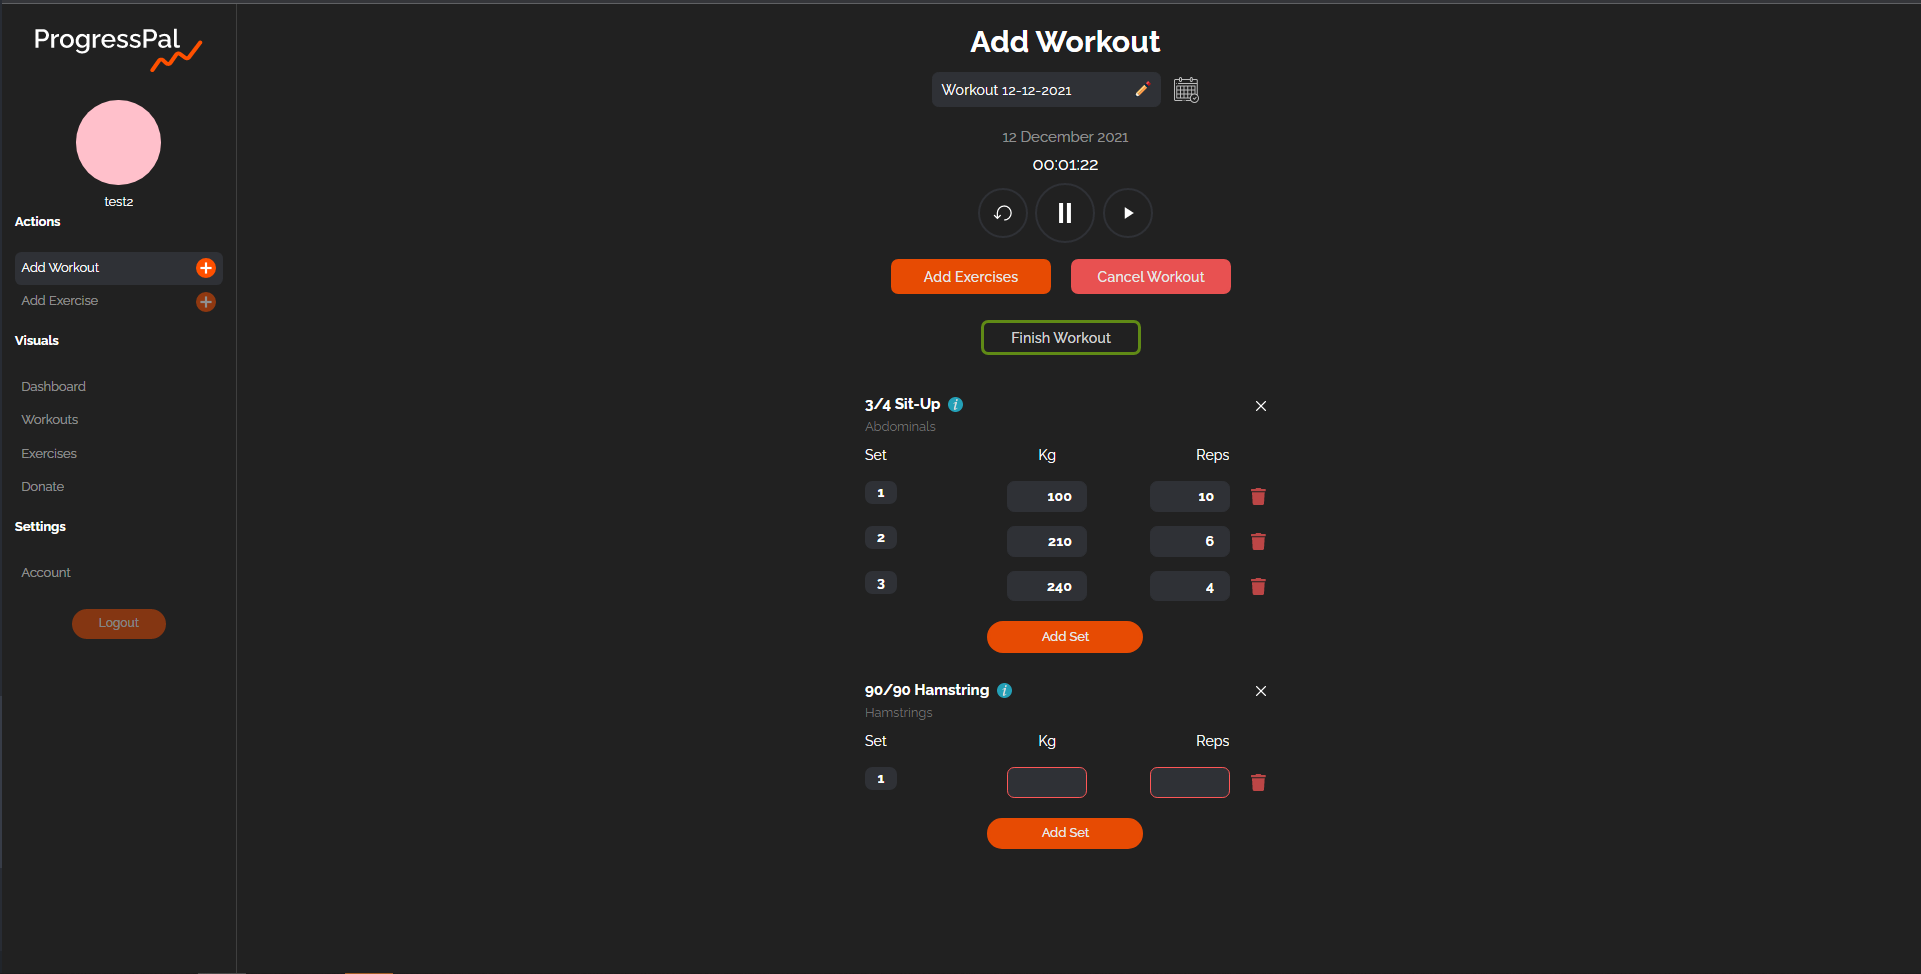 ProgressPal
test2
Actions
Add Workout
Add Exercise
Visuals
Dashboard
Workouts
Exercises
Donate
Settings
Account
Logout
Add Workout
Workout 12-12-2021
12 December 2021
00:01:22
Add Exercises Cancel Workout
Finish Workout
3/4 Sit-Up i
Abdominals
Set Kg Reps
1 100 10
2 210 6
3 240 4
Add Set
90/90 Hamstring i
Hamstrings
Set Kg Reps
1
Add Set